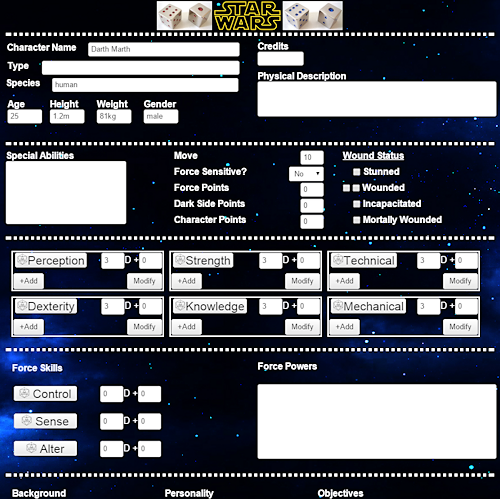 STAR WARS
Character Name Darth Marth
Credits
Type
Species human
Physical Description
Age Height Weight Gender
25 1.2m 81kg male
Special Abilities
Move 10
Wound Status
Force Sensitive? No
Stunned
Force Points 0
Wounded
Dark Side Points 0
Incapacitated
Character Points 0
Mortally Wounded
Perception 3 D + 0 Strength 3 D + 0 Technical 3 D + 0
+Add Modify +Add Modify +Add Modify
Dexterity 3 D + 0 Knowledge 3 D + 0 Mechanical 3 D + 0
+Add Modify +Add Modify +Add Modify
Force Skills
Force Powers
Control 0 D + 0
Sense 0 D + 0
Alter 0 D + 0
Background Personality Objectives